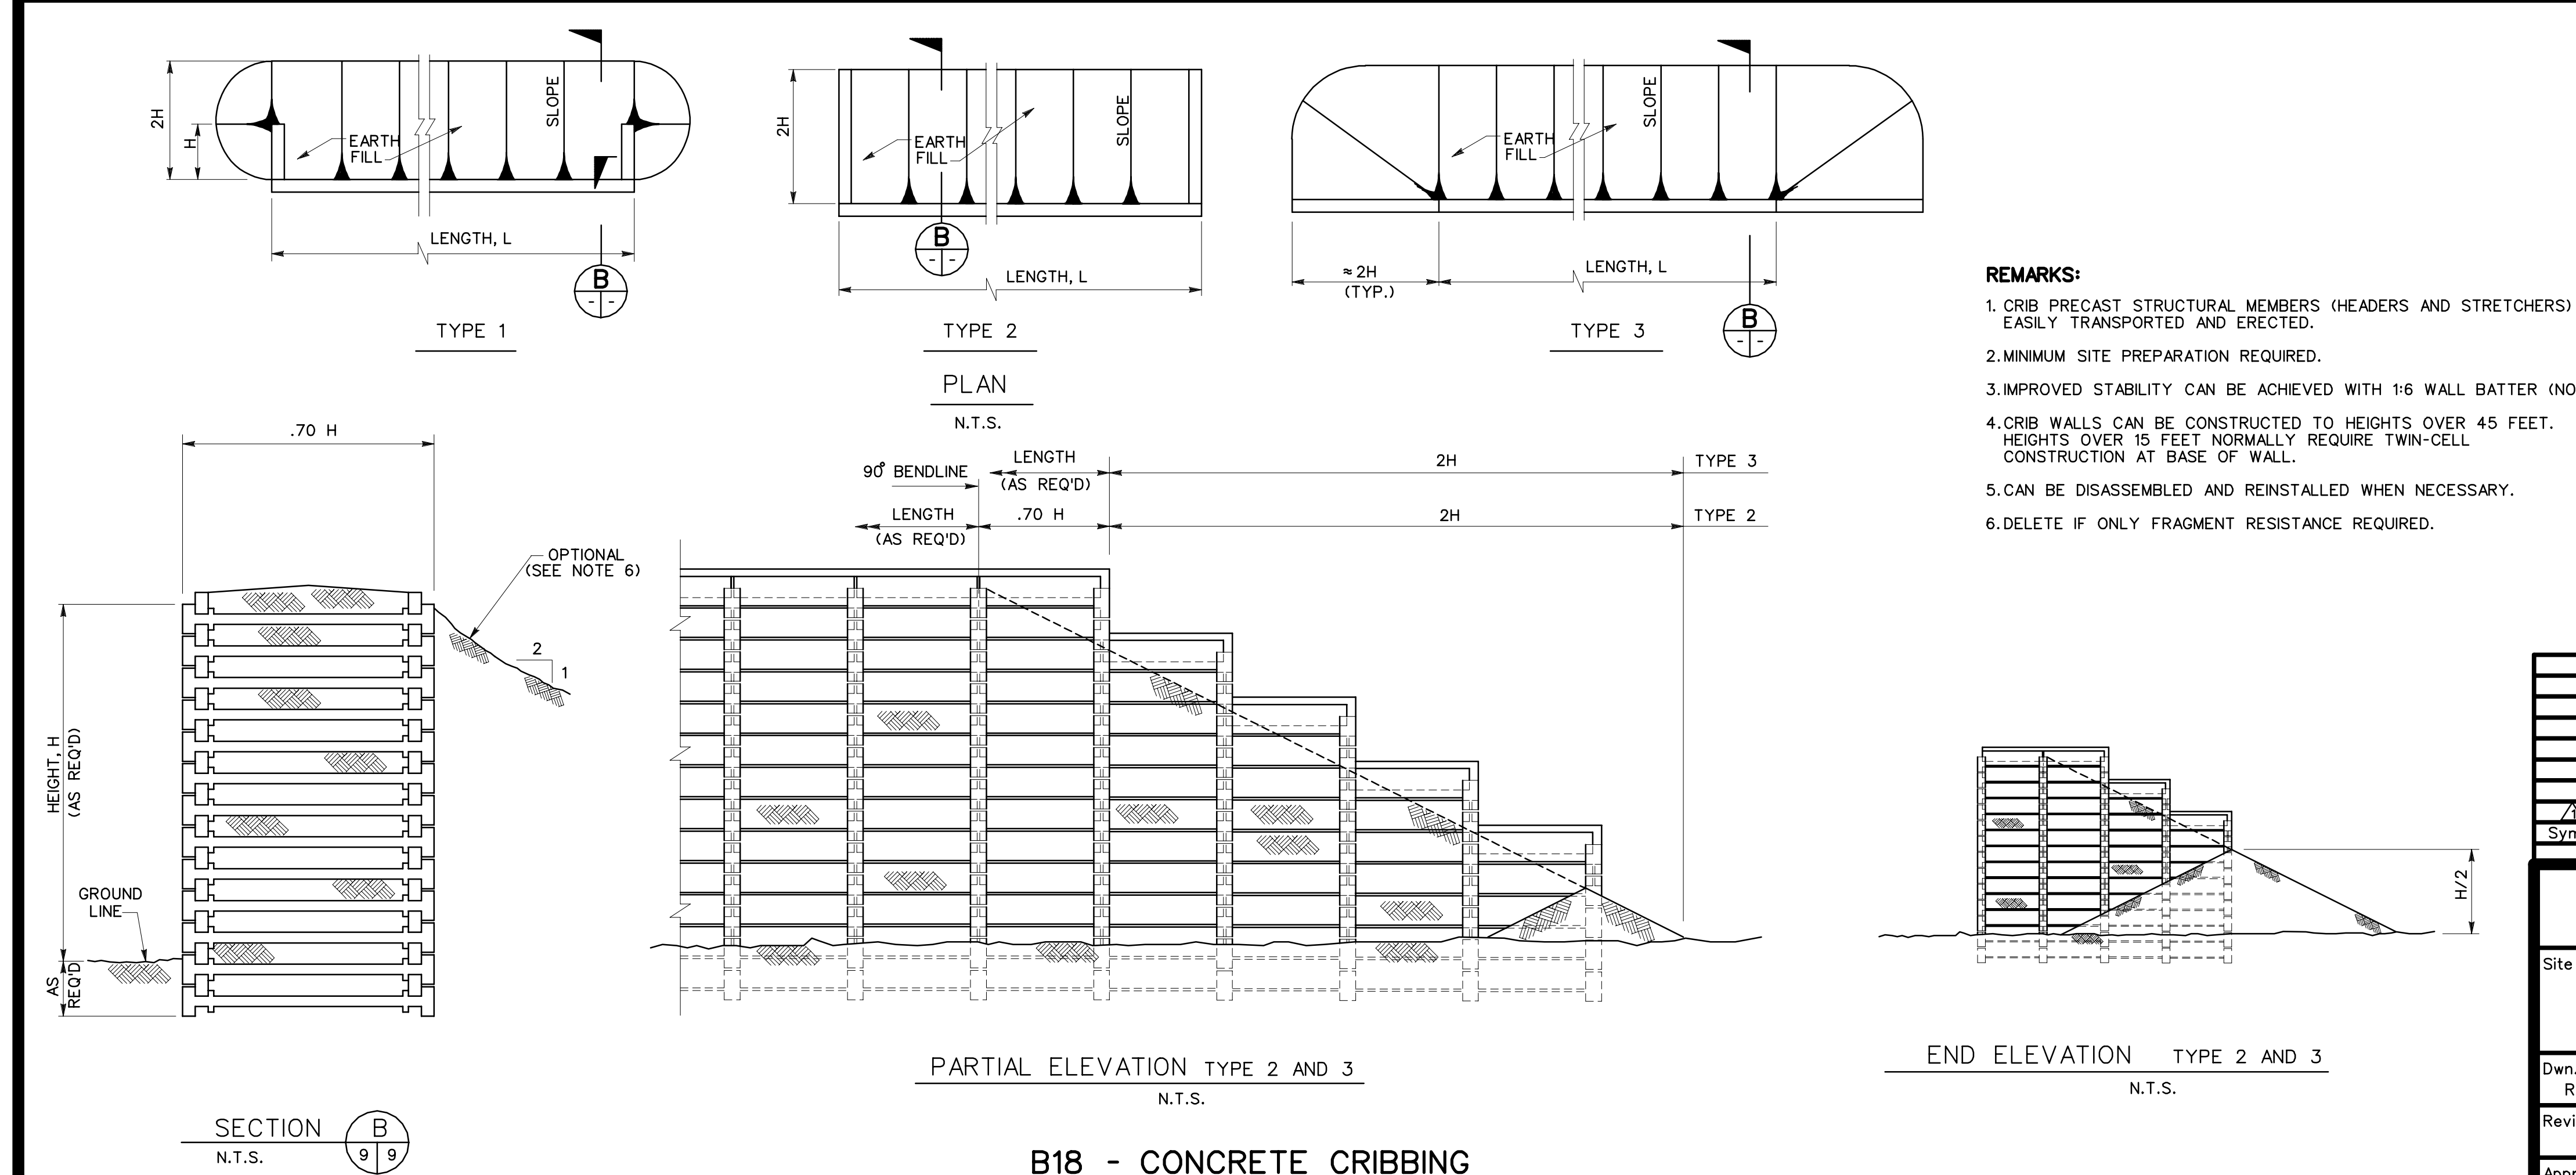 2H
H
SLOPE
EARTH
FILL
LENGTH, L
B
- -
TYPE 1
2H
SLOPE
EARTH
FILL
B
- -
LENGTH, L
TYPE 2
SLOPE
EARTH
FILL
≈ 2H
(TYP.)
LENGTH, L
B
- -
TYPE 3
PLAN
N.T.S.
REMARKS:
1. CRIB PRECAST STRUCTURAL MEMBERS (HEADERS AND STRETCHERS)
EASILY TRANSPORTED AND ERECTED.
2. MINIMUM SITE PREPARATION REQUIRED.
3. IMPROVED STABILITY CAN BE ACHIEVED WITH 1:6 WALL BATTER (NO
4. CRIB WALLS CAN BE CONSTRUCTED TO HEIGHTS OVER 45 FEET.
HEIGHTS OVER 15 FEET NORMALLY REQUIRE TWIN-CELL
CONSTRUCTION AT BASE OF WALL.
5. CAN BE DISASSEMBLED AND REINSTALLED WHEN NECESSARY.
6. DELETE IF ONLY FRAGMENT RESISTANCE REQUIRED.
.70 H
OPTIONAL
(SEE NOTE 6)
2
1
HEIGHT, H
(AS REQ'D)
GROUND
LINE
AS
REQ'D
SECTION
N.T.S.
B
9 9
90° BENDLINE
LENGTH
(AS REQ'D)
2H
TYPE 3
LENGTH
(AS REQ'D)
.70 H
2H
TYPE 2
PARTIAL ELEVATION TYPE 2 AND 3
N.T.S.
H/2
END ELEVATION TYPE 2 AND 3
N.T.S.
B18 - CONCRETE CRIBBING
1
Sym
Site
Dwn.
R
Revi